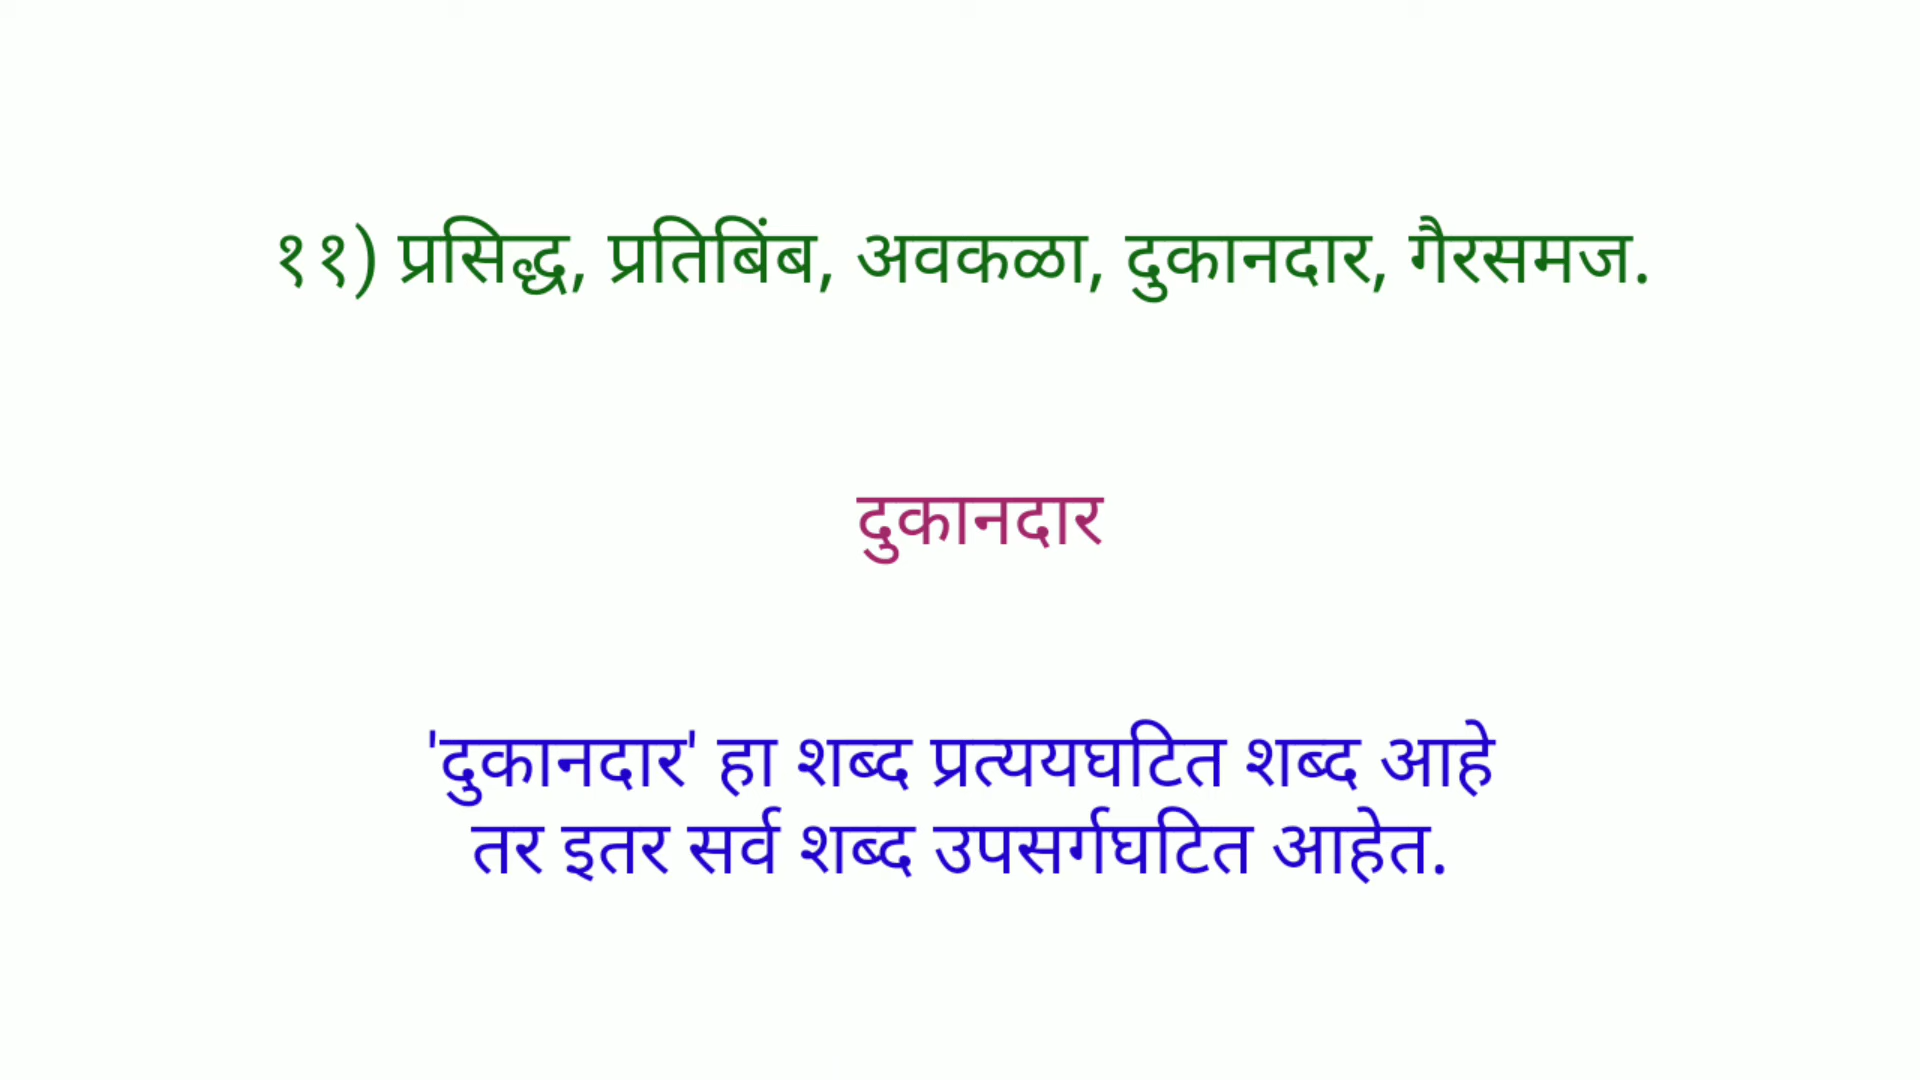 ११) प्रसिद्ध, प्रतिबिंब, अवकळा, दुकानदार, गैरसमज.
दुकानदार
'दुकानदार' हा शब्द प्रत्ययघटित शब्द आहे
तर इतर सर्व शब्द उपसर्गघटित आहेत.